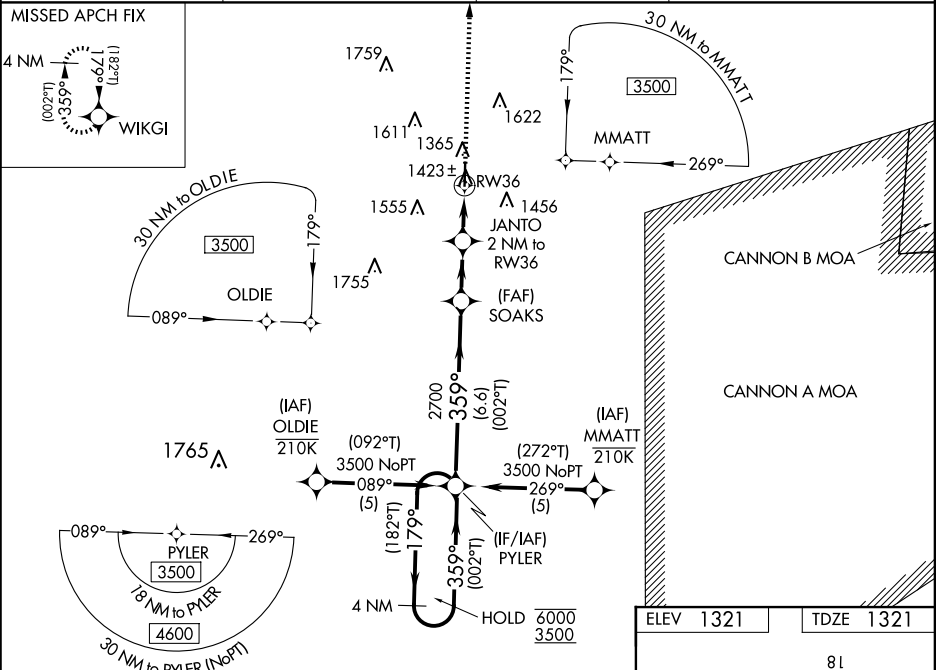 MISSED APCH FIX
4 NM
(182°T)
179°
359°
(002°T)
WIKGI
1759
1611
1365
1622
1423±
RW36
1555
1456
JANTO
2 NM to
RW36
1755
(FAF)
SOAKS
30 NM to MMATT
179°
3500
MMATT
269°
30 NM to OLDIE
179°
3500
OLDIE
089°
CANNON B MOA
CANNON A MOA
2700
359°
(6.6)
(002°T)
(IAF)
OLDIE
210K
(092°T)
3500 NoPT
089°
(5)
(IAF)
MMATT
210K
(272°T)
3500 NoPT
269°
(5)
1765
(IF/IAF)
PYLER
(182°T)
179°
359°
(002°T)
4 NM
HOLD
6000
3500
089°
269°
PYLER
3500
18 NM to PYLER
4600
30 NM to PYLER (NoPT)
ELEV 1321
TDZE 1321
18